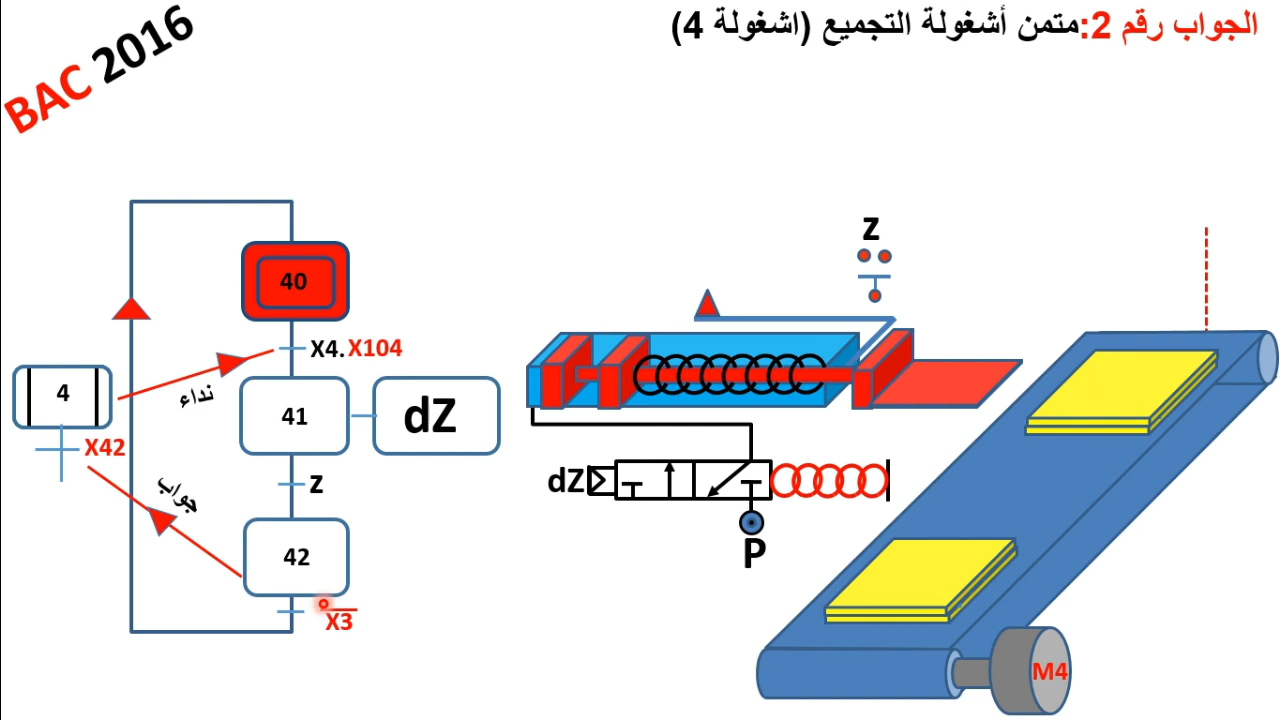 الجواب رقم 2:متمن أشغولة التجميع (اشغولة 4)
BAC 2016
z
40
X4.X104
4
نداء
41
dZ
X42
z
جواب
dZ
42
P
X3
M4